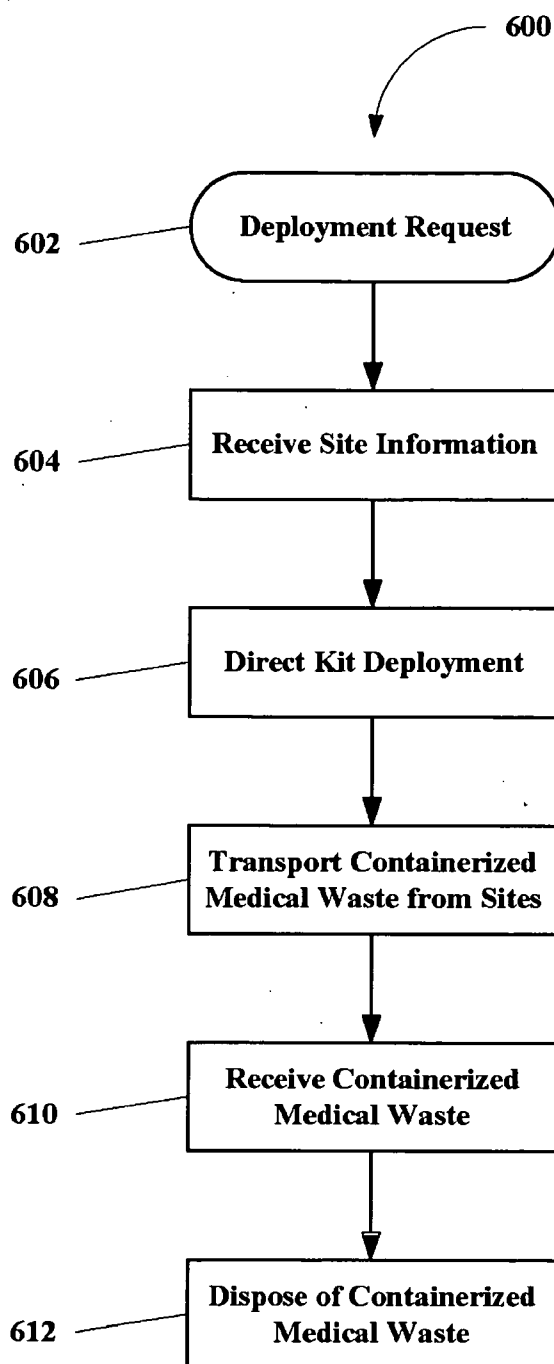 600
602
Deployment Request
604
Receive Site Information
606
Direct Kit Deployment
608
Transport Containerized
Medical Waste from Sites
610
Receive Containerized
Medical Waste
612
Dispose of Containerized
Medical Waste